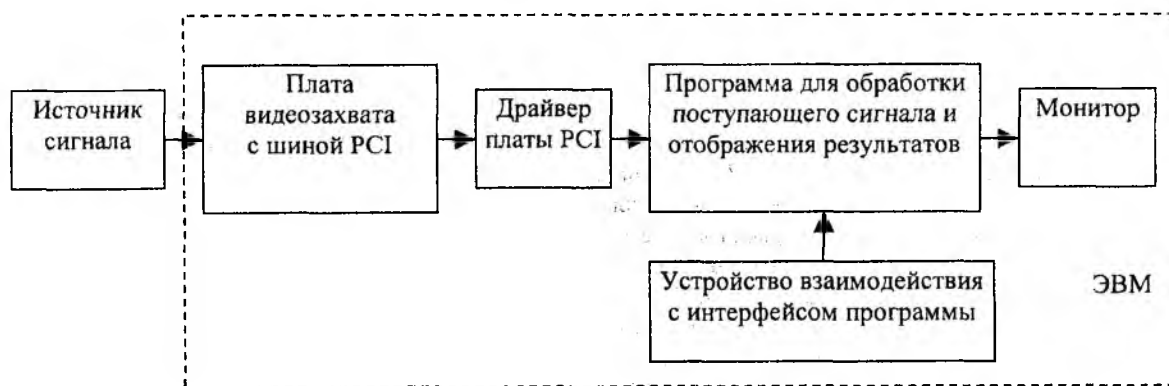 Источник
сигнала
Плата
видеозахвата
с шиной PCI
Драйвер
платы PCI
Программа для обработки
поступающего сигнала и
отображения результатов
Монитор
Устройство взаимодействия
с интерфейсом программы
ЭВМ